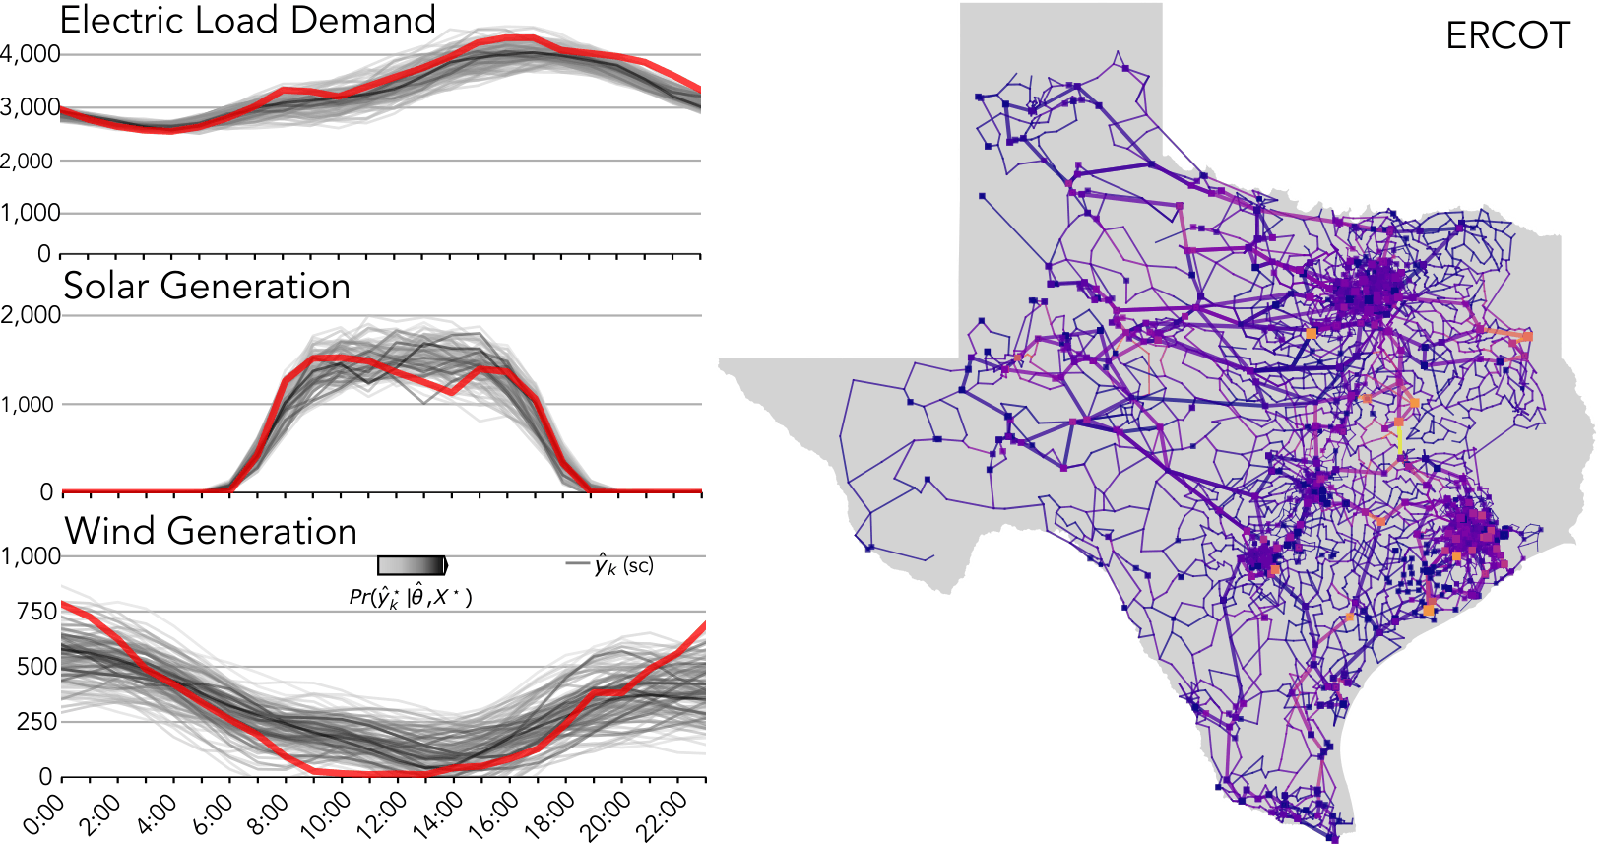 Electric Load Demand
4,000
3,000
2,000
1,000
0
Solar Generation
2,000
1,000
0
Wind Generation
1,000
750
500
250
0
Pr(ŷ*ₖ |θ̂,X*)
ŷₖ (sc)
0:00 2:00 4:00 6:00 8:00 10:00 12:00 14:00 16:00 18:00 20:00 22:00
ERCOT